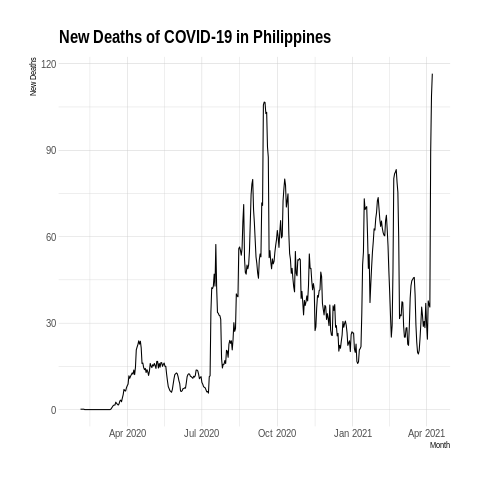 New Deaths of COVID-19 in Philippines
New Deaths
120
90
60
30
0
Apr 2020 Jul 2020 Oct 2020 Jan 2021 Apr 2021
Month